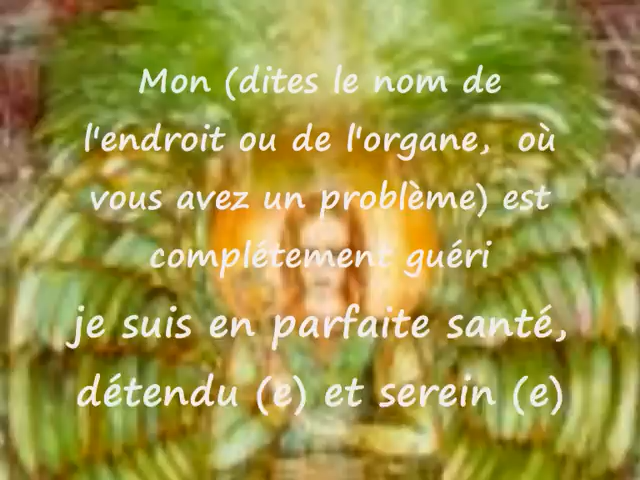 Mon (dites le nom de
l'endroit ou de l'organe, où
vous avez un problème) est
complétement guéri
je suis en parfaite santé,
détendu (e) et serein (e)